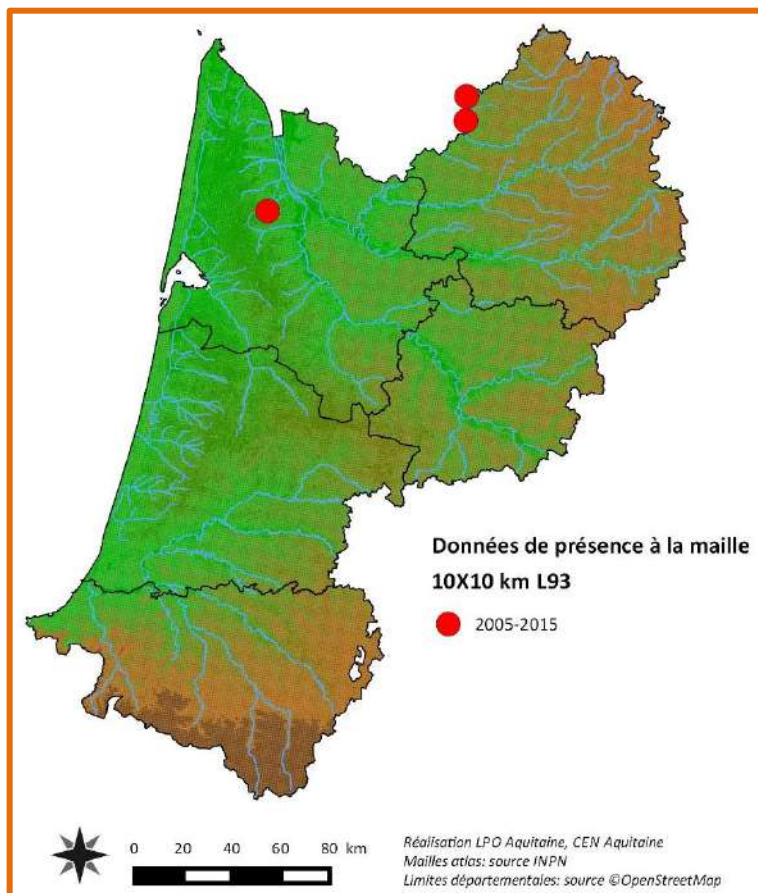 Données de présence à la maille
10X10 km L93
2005-2015
0 20 40 60 80 km
Réalisation LPO Aquitaine, CEN Aquitaine
Mailles atlas: source INPN
Limites départementales: source ©OpenStreetMap